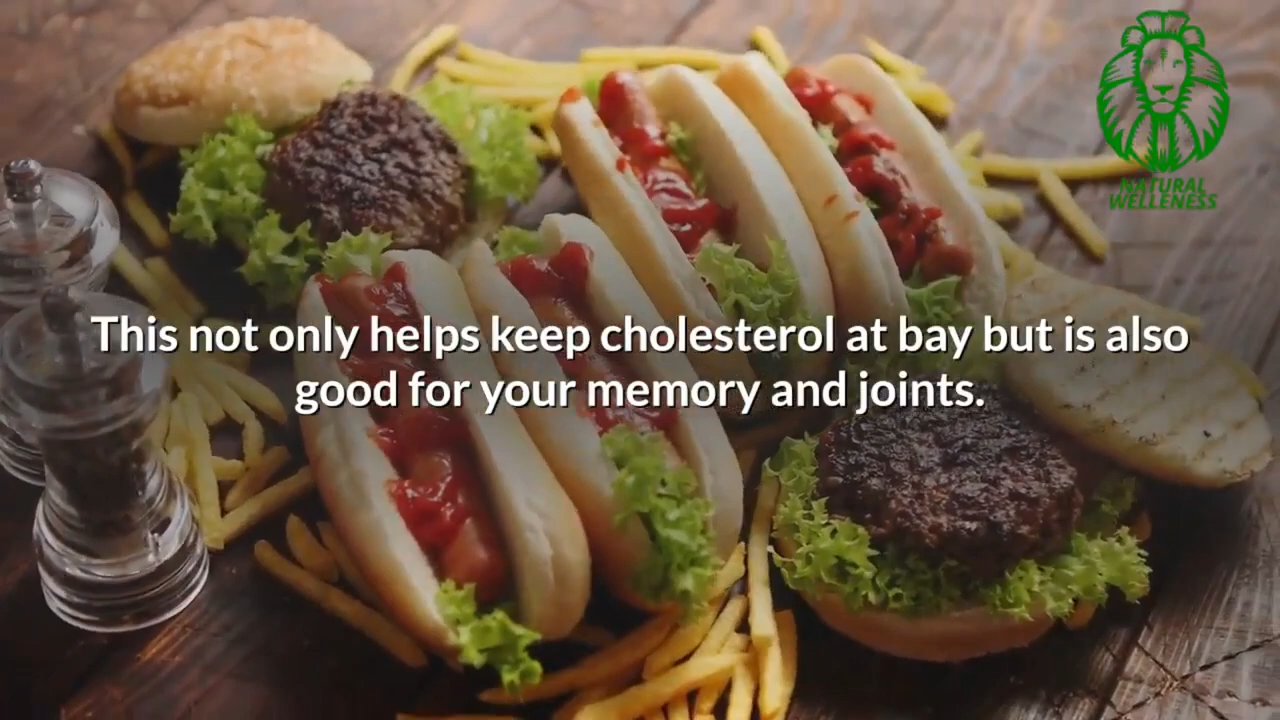 NATURAL
WELLENESS
This not only helps keep cholesterol at bay but is also
good for your memory and joints.